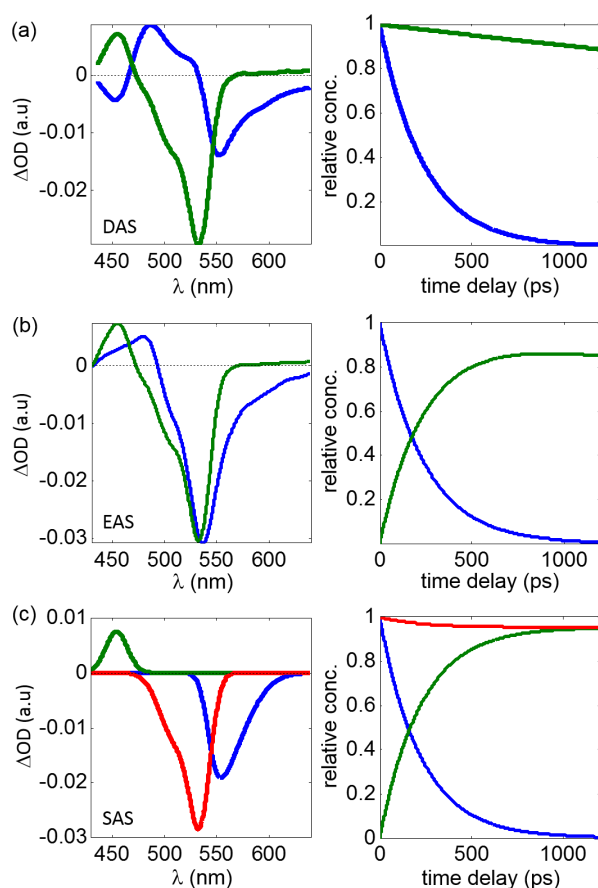 (a)
ΔOD (a.u)
0
-0.01
-0.02
DAS
450 500 550 600
λ (nm)
relative conc.
1
0.8
0.6
0.4
0.2
0 500 1000
time delay (ps)
(b)
ΔOD (a.u)
0
-0.01
-0.02
-0.03
EAS
450 500 550 600
λ (nm)
relative conc.
1
0.8
0.6
0.4
0.2
0 500 1000
time delay (ps)
(c)
ΔOD (a.u)
0.01
0
-0.01
-0.02
-0.03
SAS
450 500 550 600
λ (nm)
relative conc.
1
0.8
0.6
0.4
0.2
0
0 500 1000
time delay (ps)